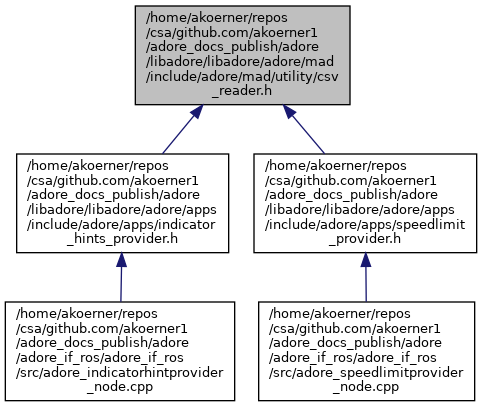 /home/akoerner/repos
/csa/github.com/akoerner1
/adore_docs_publish/adore
/libadore/libadore/adore/mad
/include/adore/mad/utility/csv
_reader.h
/home/akoerner/repos
/csa/github.com/akoerner1
/adore_docs_publish/adore
/libadore/libadore/adore/apps
/include/adore/apps/indicator
_hints_provider.h
/home/akoerner/repos
/csa/github.com/akoerner1
/adore_docs_publish/adore
/libadore/libadore/adore/apps
/include/adore/apps/speedlimit
_provider.h
/home/akoerner/repos
/csa/github.com/akoerner1
/adore_docs_publish/adore
/adore_if_ros/adore_if_ros
/src/adore_indicatorhintprovider
_node.cpp
/home/akoerner/repos
/csa/github.com/akoerner1
/adore_docs_publish/adore
/adore_if_ros/adore_if_ros
/src/adore_speedlimitprovider
_node.cpp